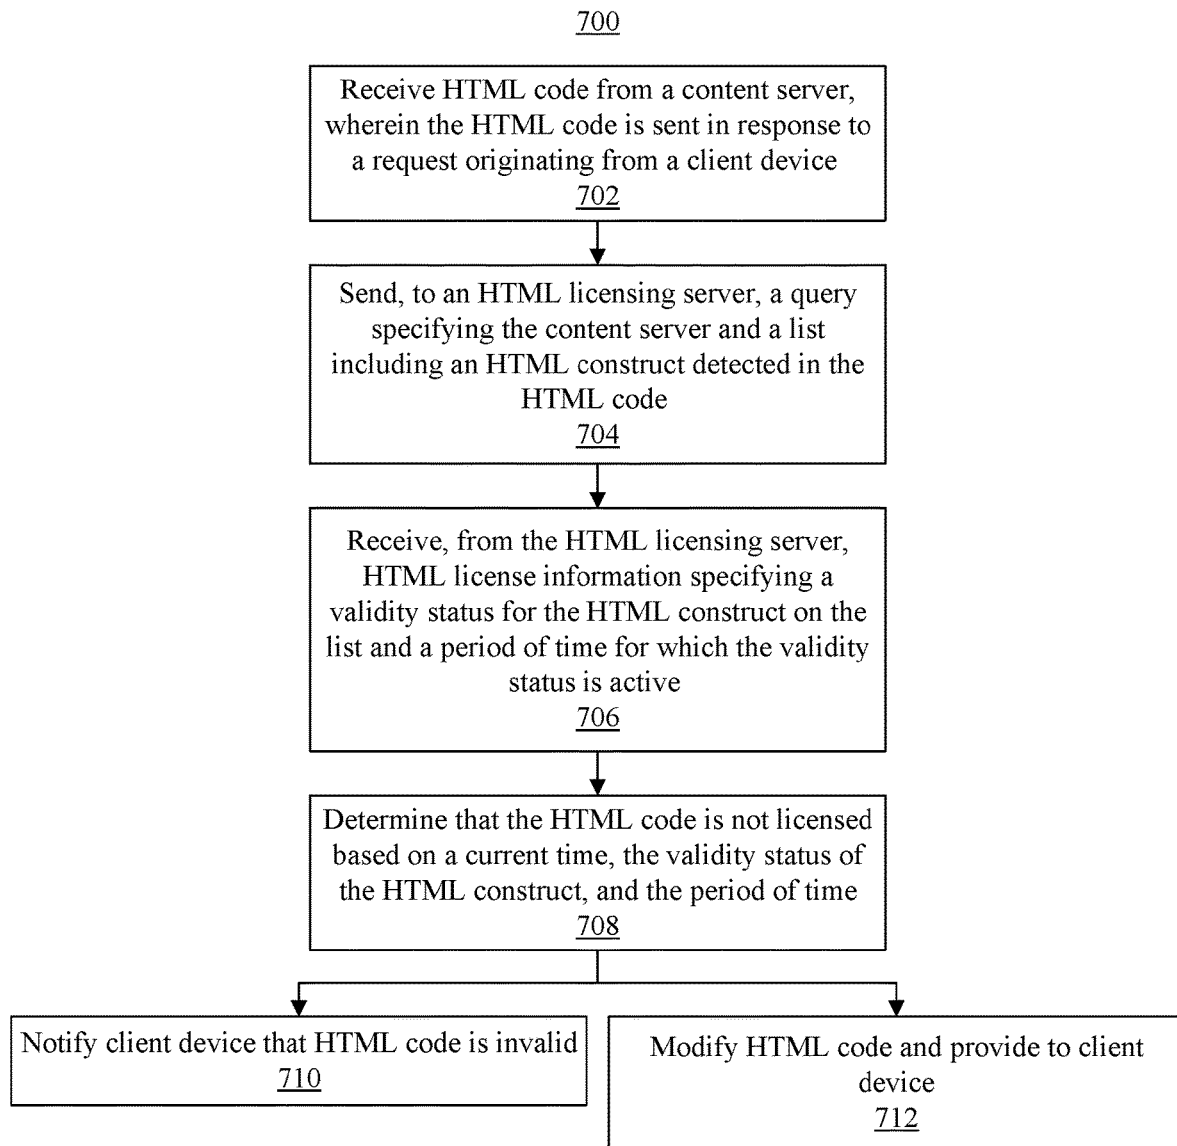 700
Receive HTML code from a content server,
wherein the HTML code is sent in response to
a request originating from a client device
702
Send, to an HTML licensing server, a query
specifying the content server and a list
including an HTML construct detected in the
HTML code
704
Receive, from the HTML licensing server,
HTML license information specifying a
validity status for the HTML construct on the
list and a period of time for which the validity
status is active
706
Determine that the HTML code is not licensed
based on a current time, the validity status of
the HTML construct, and the period of time
708
Notify client device that HTML code is invalid
710
Modify HTML code and provide to client
device
712